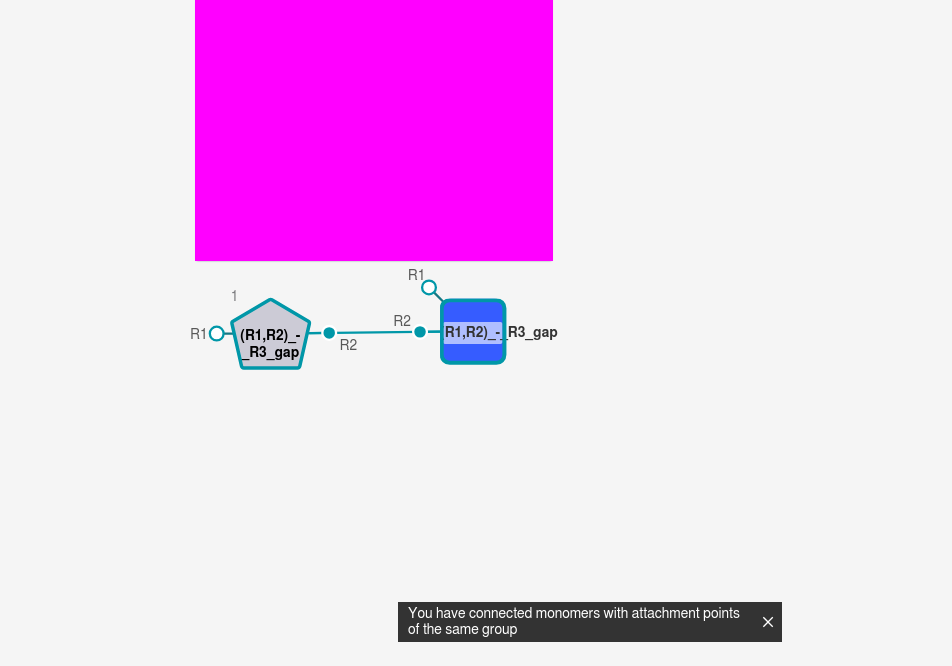 R1
1
R2
R1
(R1,R2)_-
_R3_gap
R2
R1,R2)_-_R3_gap
You have connected monomers with attachment points
of the same group